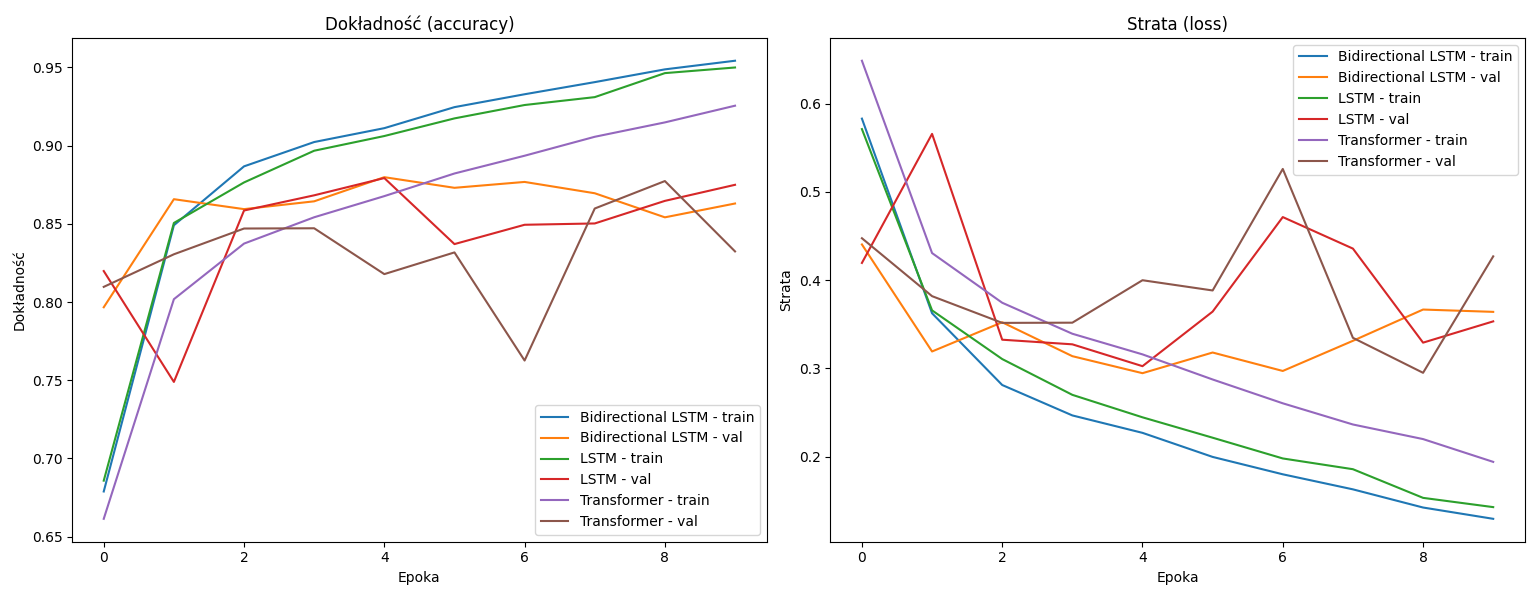 Dokładność (accuracy)
Dokładność
0.95
0.90
0.85
0.80
0.75
0.70
0.65
0 2 4 6 8
Epoka
Bidirectional LSTM - train
Bidirectional LSTM - val
LSTM - train
LSTM - val
Transformer - train
Transformer - val
Strata (loss)
Strata
0.6
0.5
0.4
0.3
0.2
0 2 4 6 8
Epoka
Bidirectional LSTM - train
Bidirectional LSTM - val
LSTM - train
LSTM - val
Transformer - train
Transformer - val